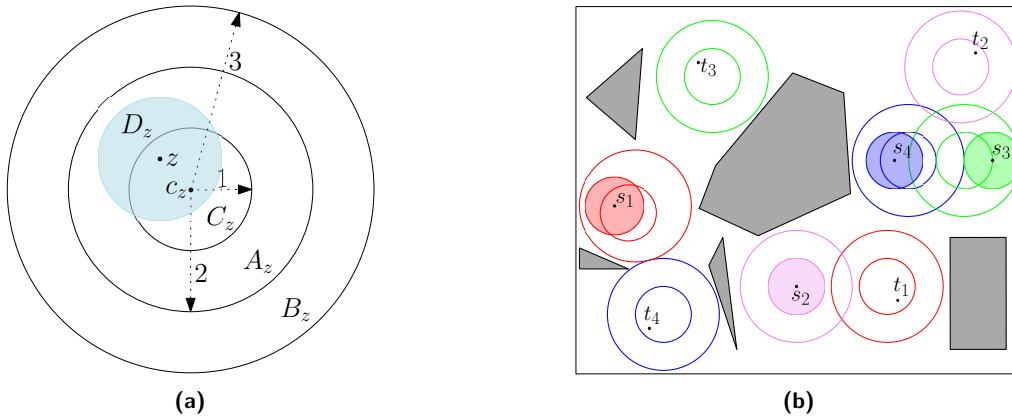 3
D_z
z
c_z
1
C_z
2
A_z
B_z
(a)
t_3
t_2
s_4
s_3
s_1
s_2
t_1
t_4
(b)